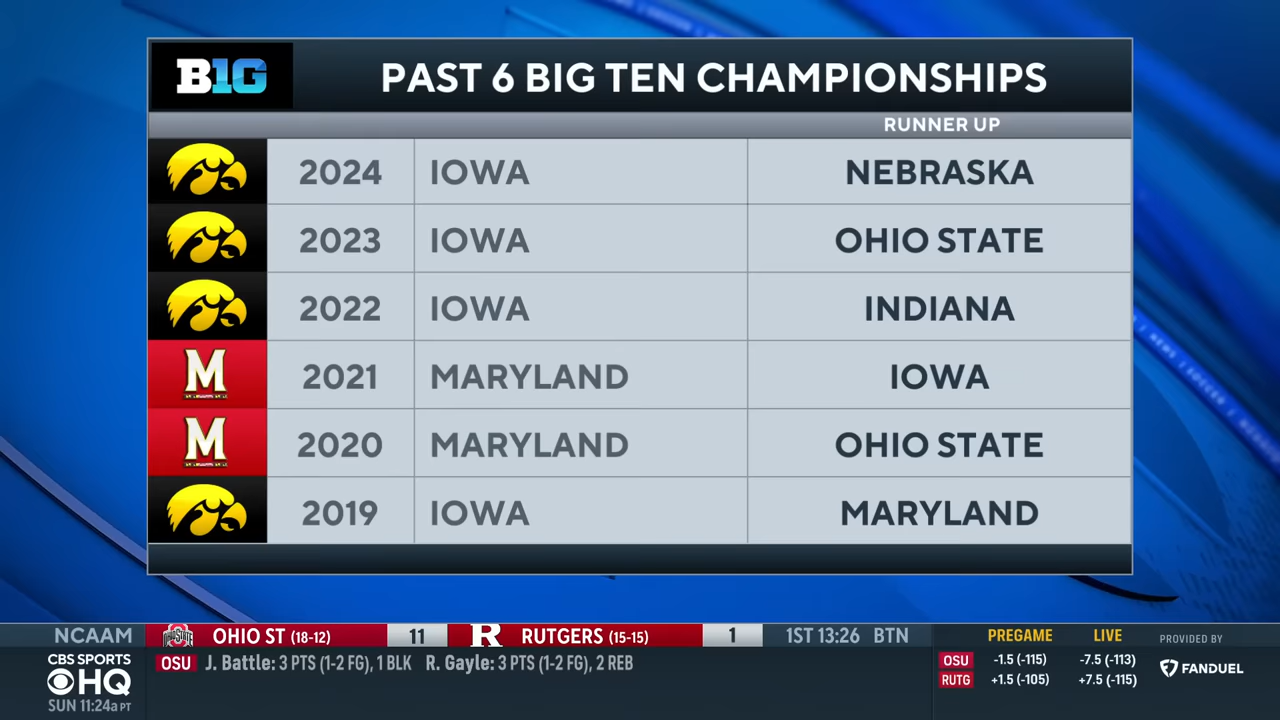 B1G PAST 6 BIG TEN CHAMPIONSHIPS
RUNNER UP
2024 IOWA NEBRASKA
2023 IOWA OHIO STATE
2022 IOWA INDIANA
M 2021 MARYLAND IOWA
M 2020 MARYLAND OHIO STATE
2019 IOWA MARYLAND
NCAAM OHIO ST (18-12) 11 R RUTGERS (15-15) 1 1ST 13:26 BTN
PREGAME LIVE PROVIDED BY
CBS SPORTS HQ
SUN 11:24a PT
OSU J. Battle: 3 PTS (1-2 FG), 1 BLK R. Gayle: 3 PTS (1-2 FG), 2 REB
OSU -1.5 (-115) -7.5 (-113)
RUTG +1.5 (-105) +7.5 (-115)
FANDUEL